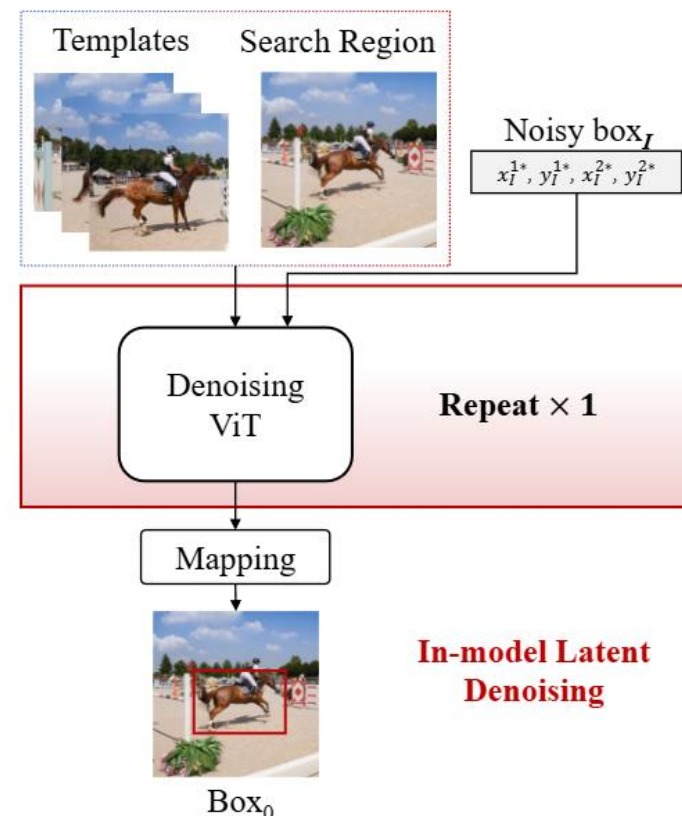 Templates
Search Region
Noisy box_I
x_I^{1*}, y_I^{1*}, x_I^{2*}, y_I^{2*}
Denoising
ViT
Repeat × 1
Mapping
In-model Latent
Denoising
Box_0